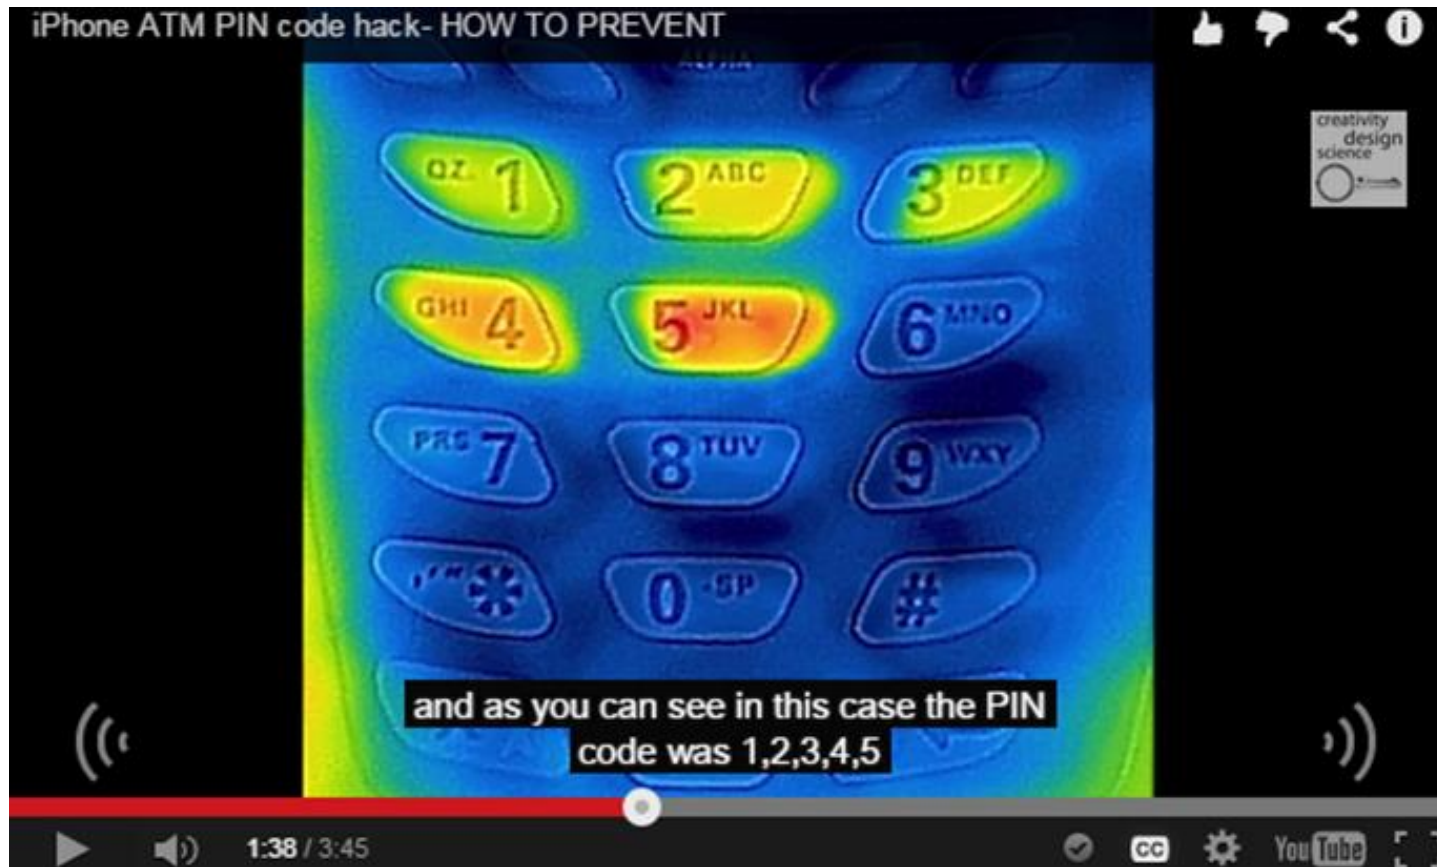 iPhone ATM PIN code hack- HOW TO PREVENT
ALPHA
creativity
design
science
QZ. 1
2 ABC
3 DEF
GHI 4
5 JKL
6 MNO
PRS 7
8 TUV
9 WXY
,'" *
0 -SP
#
and as you can see in this case the PIN
code was 1,2,3,4,5
1:38 / 3:45
CC
YouTube